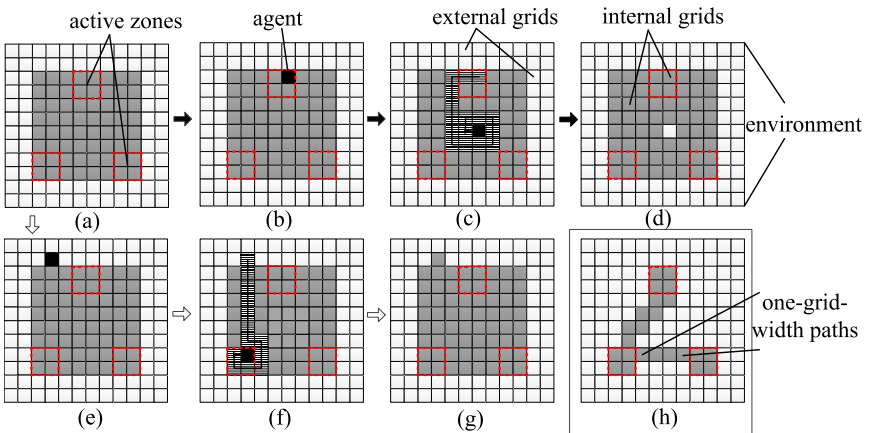 active zones
agent
external grids
internal grids
environment
(a)
(b)
(c)
(d)
one-grid-
width paths
(e)
(f)
(g)
(h)